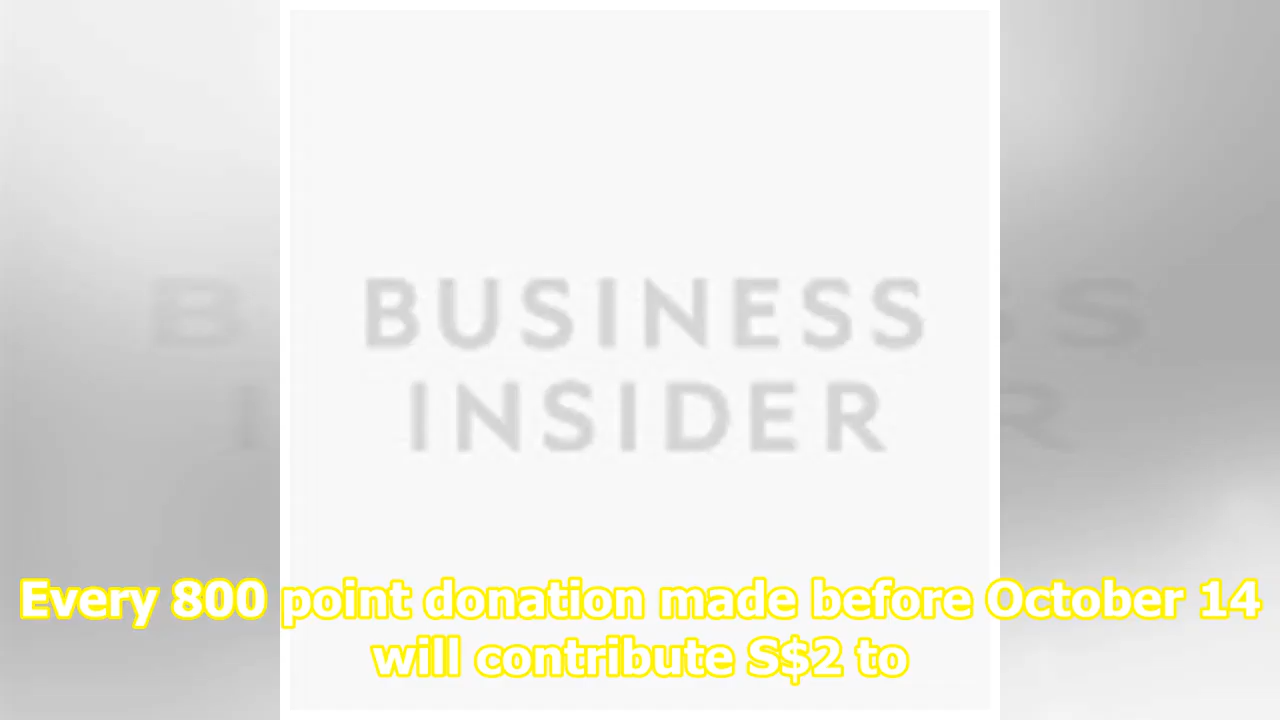 BUSINESS
INSIDER
Every 800 point donation made before October 14
will contribute S$2 to